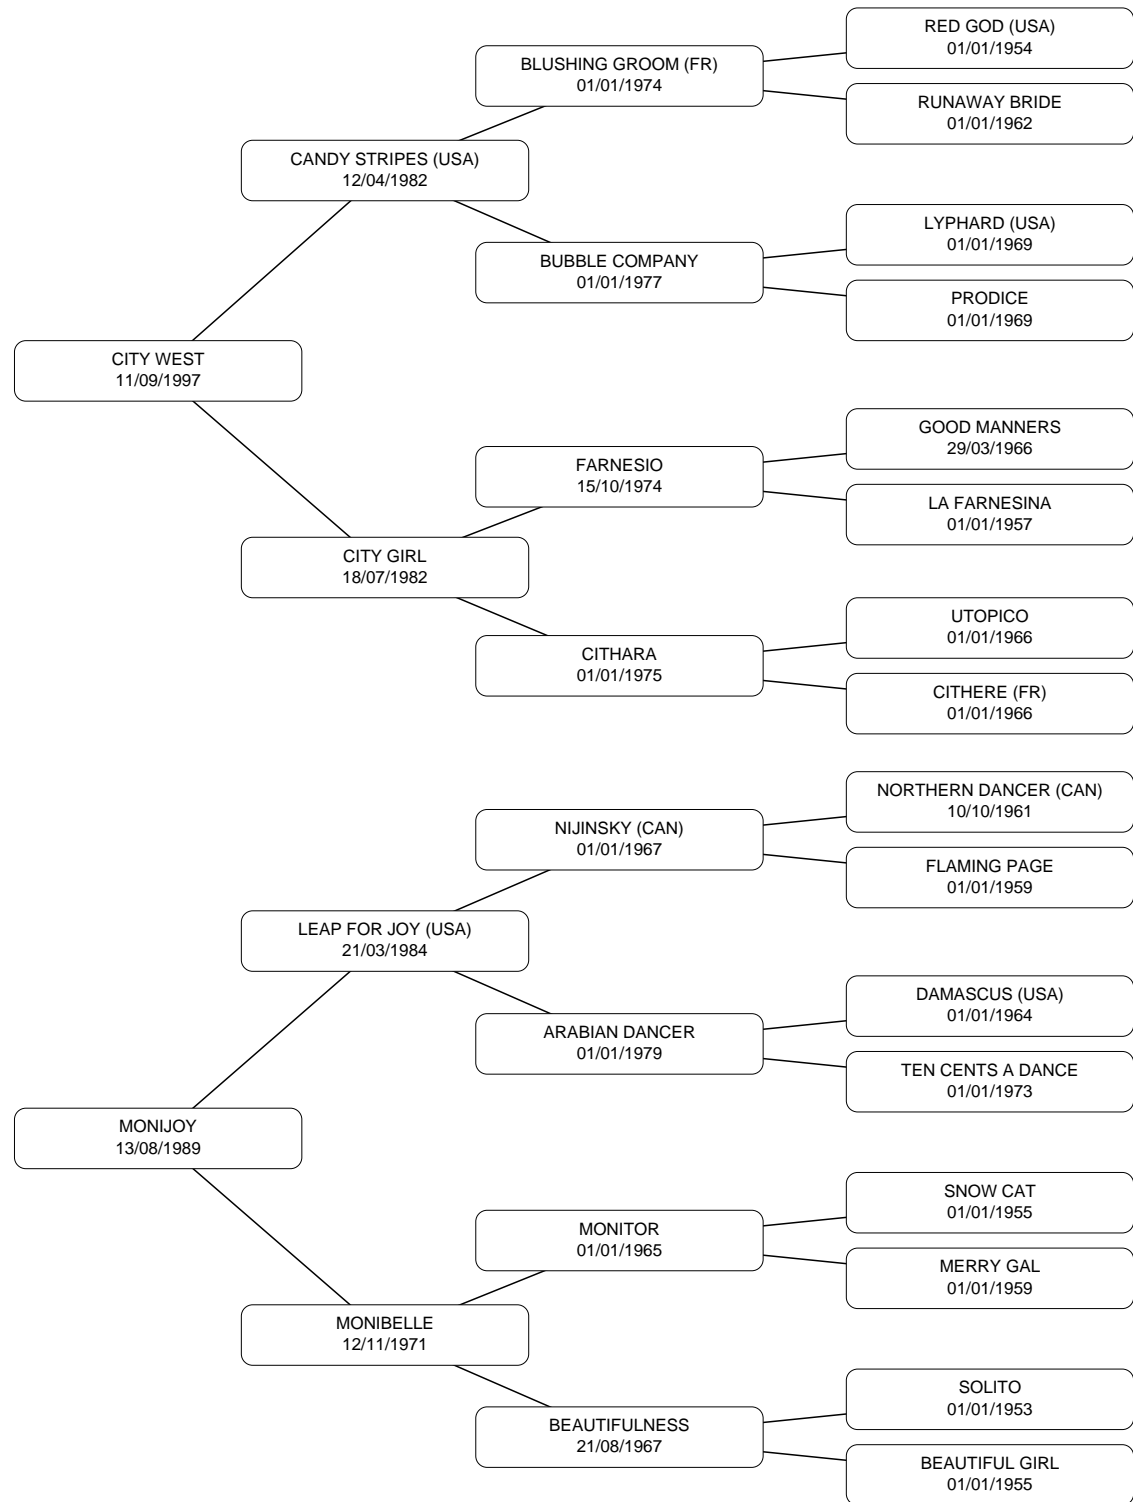 RED GOD (USA)
01/01/1954
BLUSHING GROOM (FR)
01/01/1974
RUNAWAY BRIDE
01/01/1962
CANDY STRIPES (USA)
12/04/1982
LYPHARD (USA)
01/01/1969
BUBBLE COMPANY
01/01/1977
PRODICE
01/01/1969
CITY WEST
11/09/1997
GOOD MANNERS
29/03/1966
FARNESIO
15/10/1974
LA FARNESINA
01/01/1957
CITY GIRL
18/07/1982
UTOPICO
01/01/1966
CITHARA
01/01/1975
CITHERE (FR)
01/01/1966
NORTHERN DANCER (CAN)
10/10/1961
NIJINSKY (CAN)
01/01/1967
FLAMING PAGE
01/01/1959
LEAP FOR JOY (USA)
21/03/1984
DAMASCUS (USA)
01/01/1964
ARABIAN DANCER
01/01/1979
TEN CENTS A DANCE
01/01/1973
MONIJOY
13/08/1989
SNOW CAT
01/01/1955
MONITOR
01/01/1965
MERRY GAL
01/01/1959
MONIBELLE
12/11/1971
SOLITO
01/01/1953
BEAUTIFULNESS
21/08/1967
BEAUTIFUL GIRL
01/01/1955